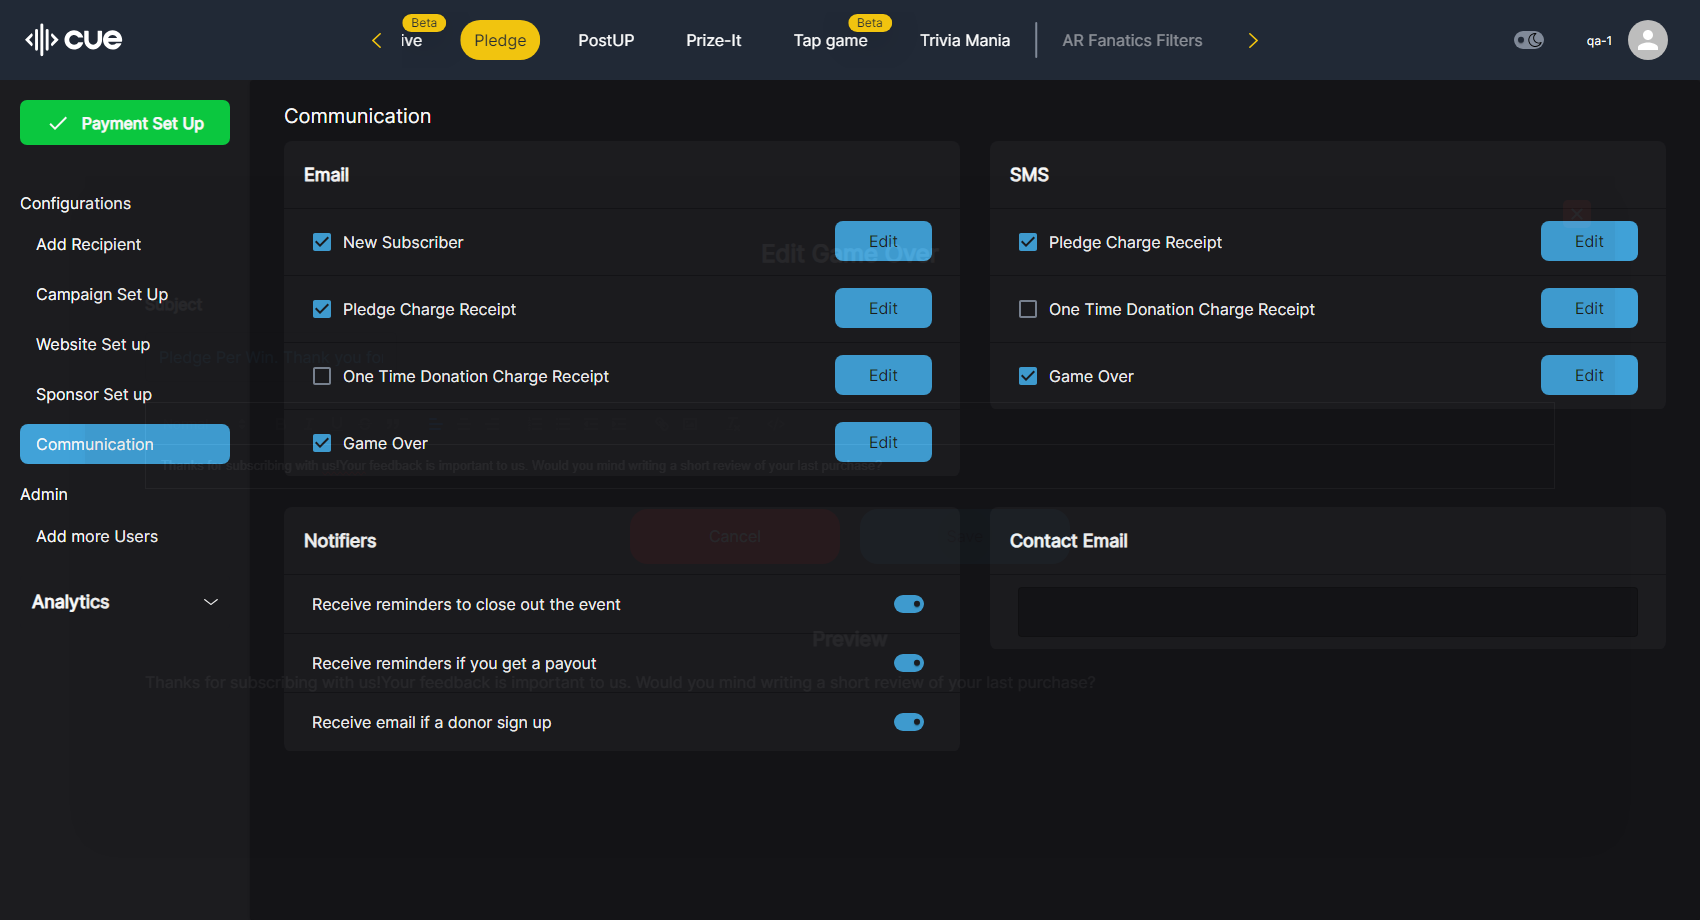 cue
Beta
ive
Pledge
PostUP
Prize-It
Beta
Tap game
Trivia Mania
AR Fanatics Filters
qa-1
Payment Set Up
Configurations
Add Recipient
Campaign Set Up
Website Set up
Sponsor Set up
Communication
Admin
Add more Users
Analytics
Communication
Email
New Subscriber
Edit
Pledge Charge Receipt
Edit
One Time Donation Charge Receipt
Edit
Game Over
Edit
SMS
Pledge Charge Receipt
Edit
One Time Donation Charge Receipt
Edit
Game Over
Edit
Notifiers
Receive reminders to close out the event
Receive reminders if you get a payout
Receive email if a donor sign up
Contact Email
Edit Game Over
Subject
Pledge Per Win. Thank you for
Thanks for subscribing with us!Your feedback is important to us. Would you mind writing a short review of your last purchase?
Cancel
Preview
Thanks for subscribing with us!Your feedback is important to us. Would you mind writing a short review of your last purchase?